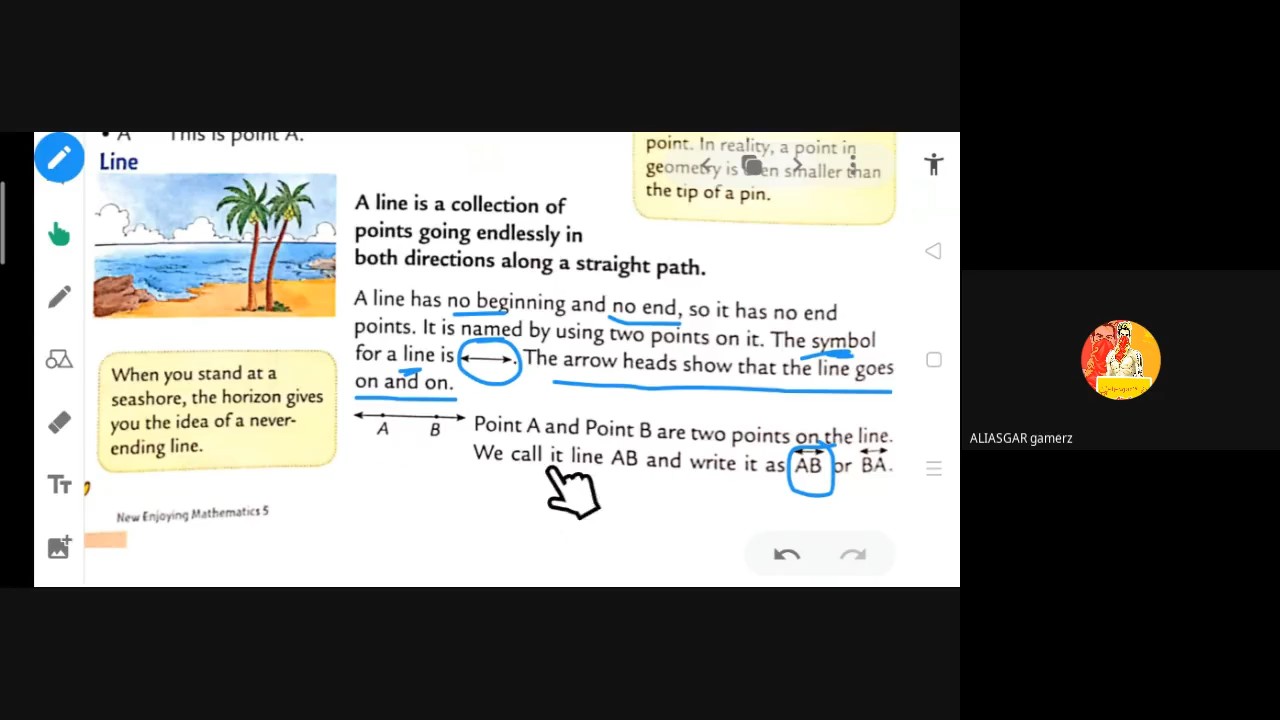 • A This is point A.
Line
point. In reality, a point in
geometry is even smaller than
the tip of a pin.
A line is a collection of
points going endlessly in
both directions along a straight path.
A line has no beginning and no end, so it has no end
points. It is named by using two points on it. The symbol
for a line is ↔. The arrow heads show that the line goes
on and on.
When you stand at a
seashore, the horizon gives
you the idea of a never-
ending line.
A B
Point A and Point B are two points on the line.
We call it line AB and write it as AB or BA.
New Enjoying Mathematics 5
Tт
ALIASGAR gamerz